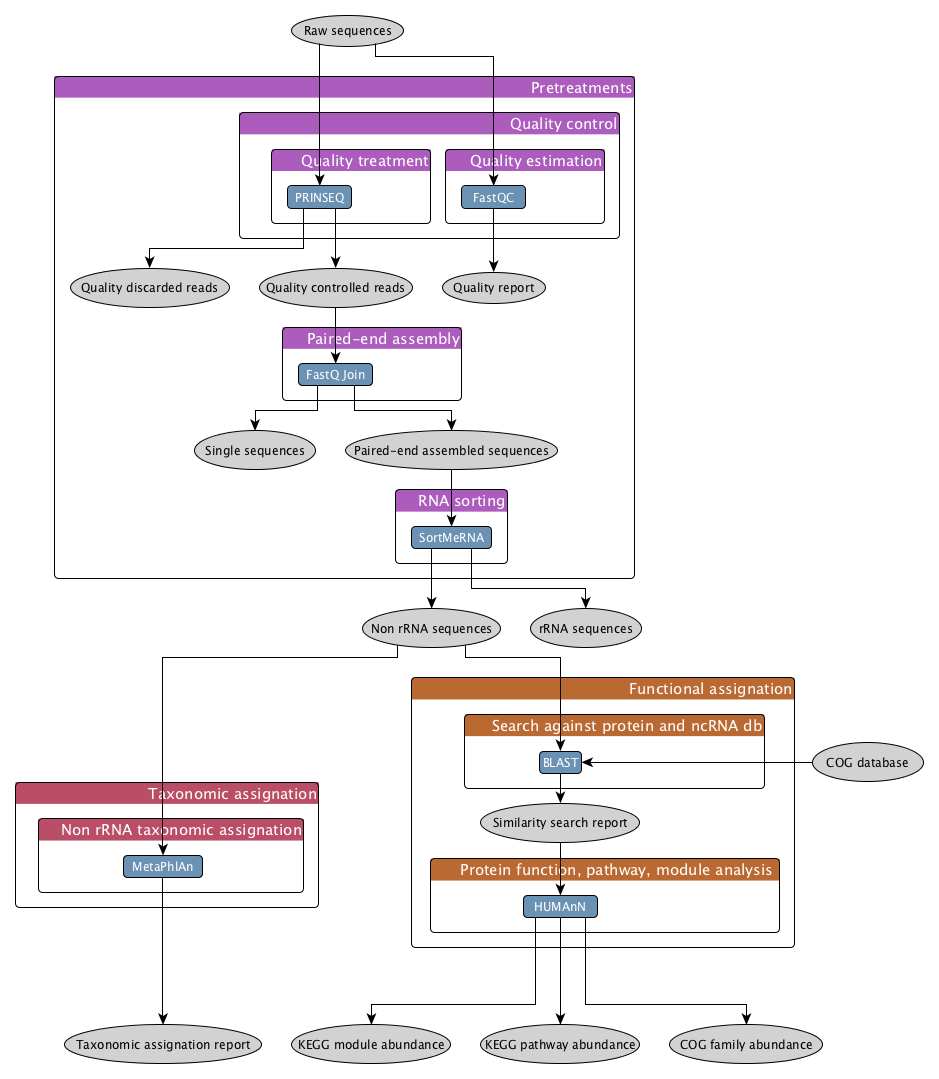 Raw sequences
Pretreatments
Quality control
Quality treatment
Quality estimation
PRINSEQ
FastQC
Quality discarded reads
Quality controlled reads
Quality report
Paired-end assembly
FastQ Join
Single sequences
Paired-end assembled sequences
RNA sorting
SortMeRNA
Non rRNA sequences
rRNA sequences
Functional assignation
Search against protein and ncRNA db
BLAST
COG database
Taxonomic assignation
Similarity search report
Non rRNA taxonomic assignation
MetaPhlAn
Protein function, pathway, module analysis
HUMAnN
Taxonomic assignation report
KEGG module abundance
KEGG pathway abundance
COG family abundance